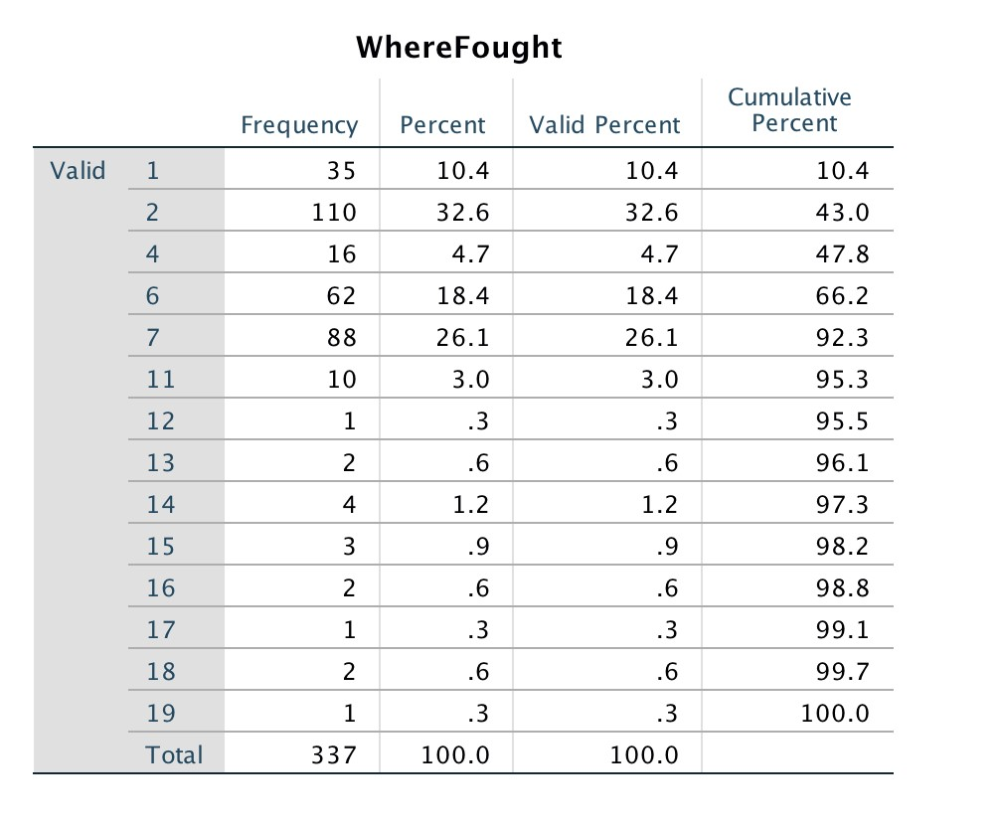 WhereFought
Frequency Percent Valid Percent Cumulative Percent
Valid 1 35 10.4 10.4 10.4
2 110 32.6 32.6 43.0
4 16 4.7 4.7 47.8
6 62 18.4 18.4 66.2
7 88 26.1 26.1 92.3
11 10 3.0 3.0 95.3
12 1 .3 .3 95.5
13 2 .6 .6 96.1
14 4 1.2 1.2 97.3
15 3 .9 .9 98.2
16 2 .6 .6 98.8
17 1 .3 .3 99.1
18 2 .6 .6 99.7
19 1 .3 .3 100.0
Total 337 100.0 100.0